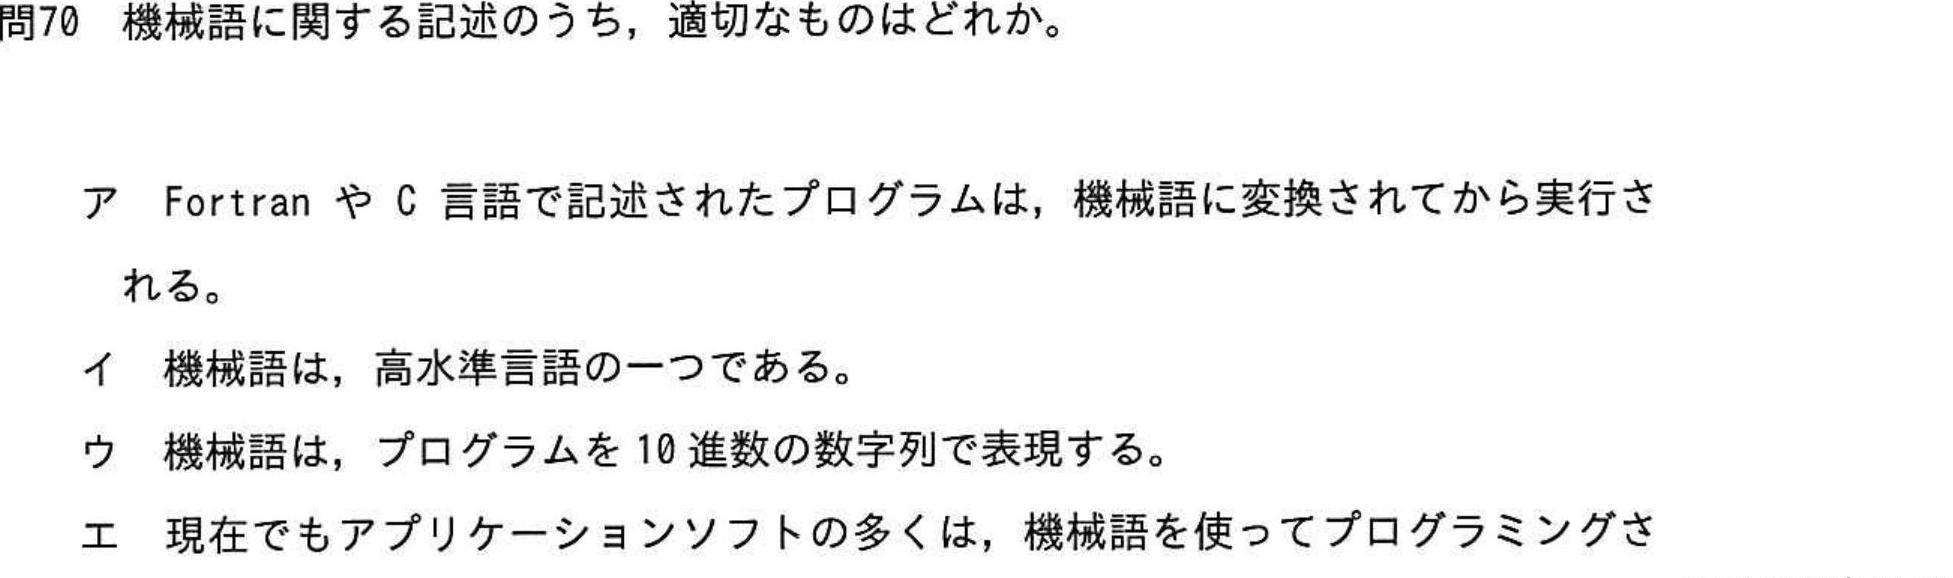 問70 機械語に関する記述のうち，適切なものはどれか。
ア Fortran や C 言語で記述されたプログラムは，機械語に変換されてから実行さ
れる。
イ 機械語は，高水準言語の一つである。
ウ 機械語は，プログラムを 10 進数の数字列で表現する。
エ 現在でもアプリケーションソフトの多くは，機械語を使ってプログラミングさ